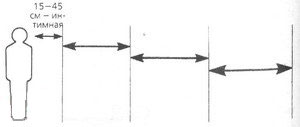 15–45
см – ин-
тимная